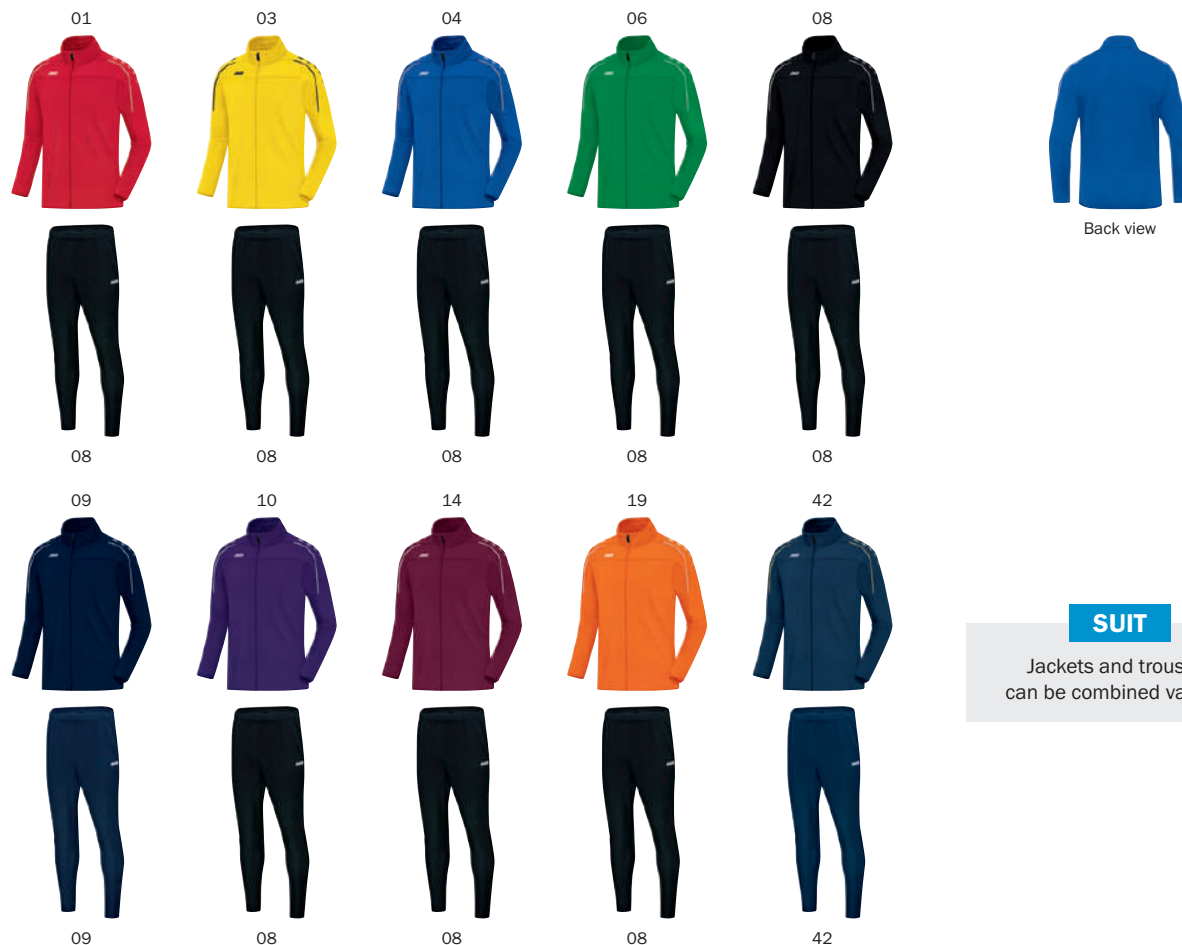 01 03 04 06 08
Back view
08 08 08 08 08
09 10 14 19 42
SUIT
Jackets and trous
can be combined va
09 08 08 08 42